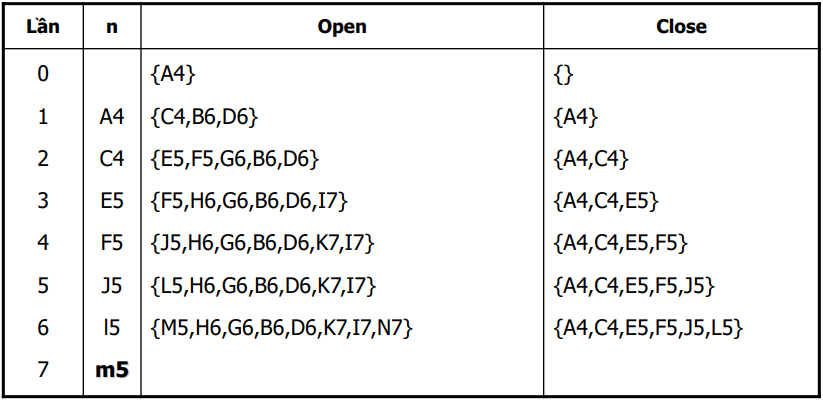 Lần n Open Close
0 {A4} {}
1 A4 {C4,B6,D6} {A4}
2 C4 {E5,F5,G6,B6,D6} {A4,C4}
3 E5 {F5,H6,G6,B6,D6,I7} {A4,C4,E5}
4 F5 {J5,H6,G6,B6,D6,K7,I7} {A4,C4,E5,F5}
5 J5 {L5,H6,G6,B6,D6,K7,I7} {A4,C4,E5,F5,J5}
6 l5 {M5,H6,G6,B6,D6,K7,I7,N7} {A4,C4,E5,F5,J5,L5}
7 m5